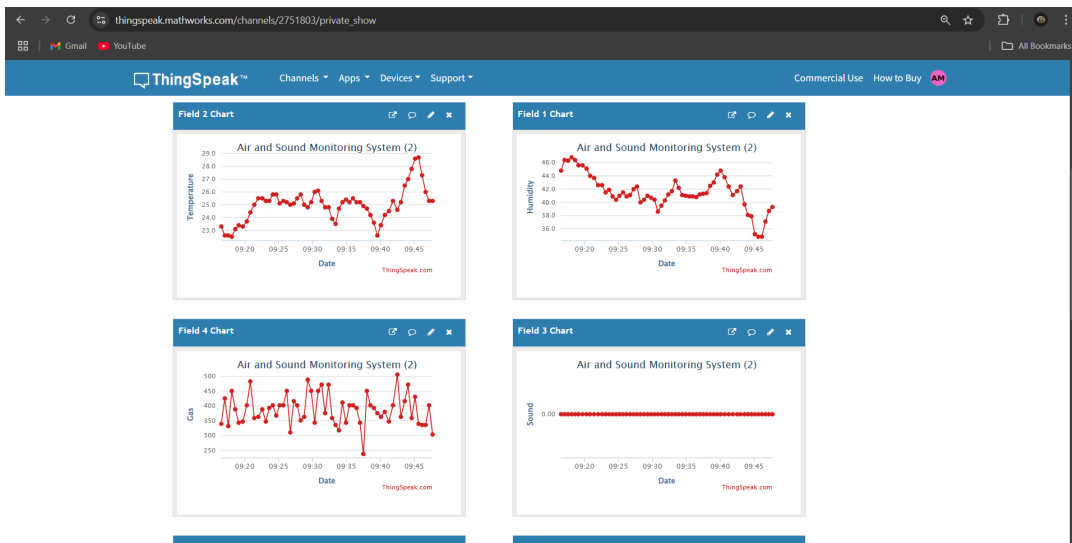 thingspeak.mathworks.com/channels/2751803/private_show
Gmail YouTube All Bookmarks
ThingSpeak™ Channels Apps Devices Support Commercial Use How to Buy AM
Field 2 Chart
Air and Sound Monitoring System (2)
Temperature
29.0
28.0
27.0
26.0
25.0
24.0
23.0
09:20 09:25 09:30 09:35 09:40 09:45
Date
ThingSpeak.com
Field 1 Chart
Air and Sound Monitoring System (2)
Humidity
46.0
44.0
42.0
40.0
38.0
36.0
09:20 09:25 09:30 09:35 09:40 09:45
Date
ThingSpeak.com
Field 4 Chart
Air and Sound Monitoring System (2)
Gas
500
450
400
350
300
250
09:20 09:25 09:30 09:35 09:40 09:45
Date
ThingSpeak.com
Field 3 Chart
Air and Sound Monitoring System (2)
Sound
0.00
09:20 09:25 09:30 09:35 09:40 09:45
Date
ThingSpeak.com